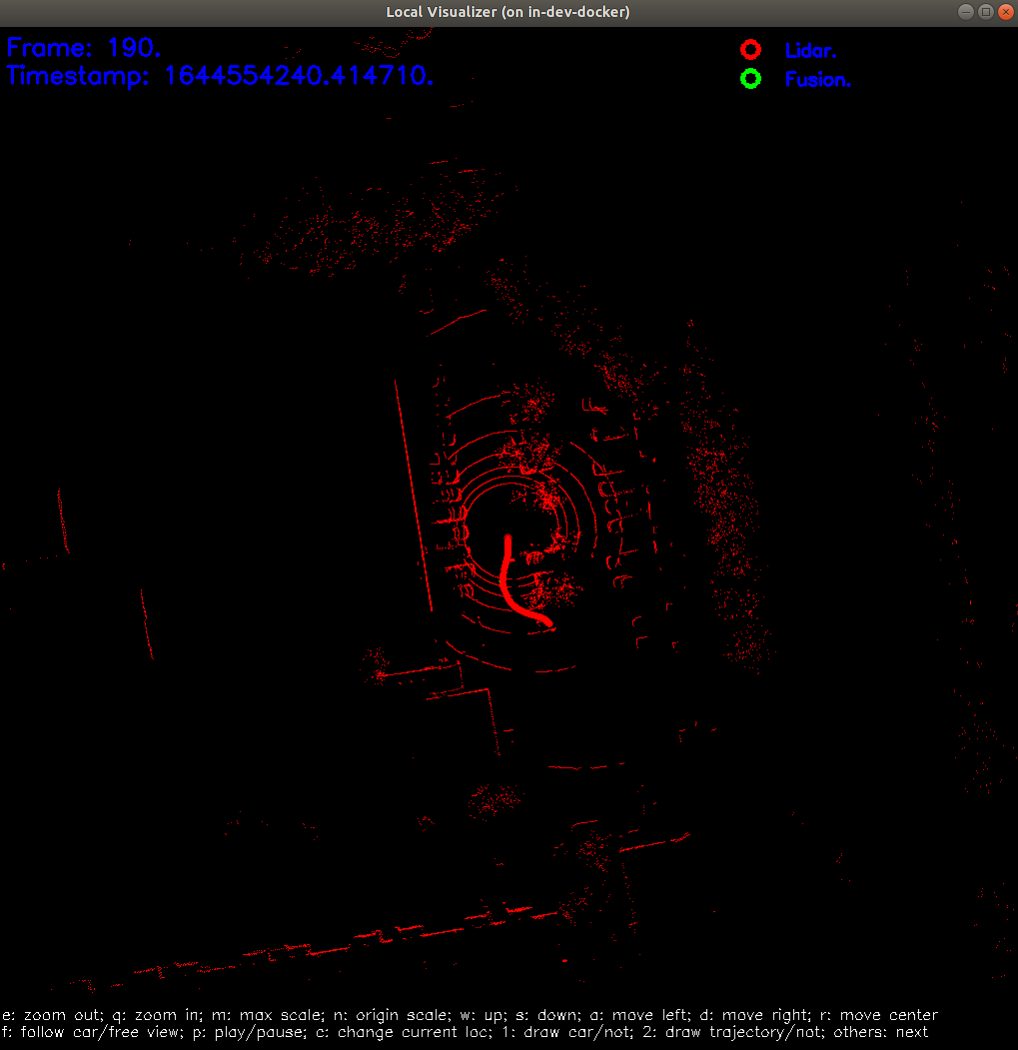 Local Visualizer (on in-dev-docker)
Frame: 190.
Timestamp: 1644554240.414710.
Lidar.
Fusion.
e: zoom out; q: zoom in; m: max scale; n: origin scale; w: up; s: down; a: move left; d: move right; r: move center
f: follow car/free view; p: play/pause; c: change current loc; 1: draw car/not; 2: draw trajectory/not; others: next